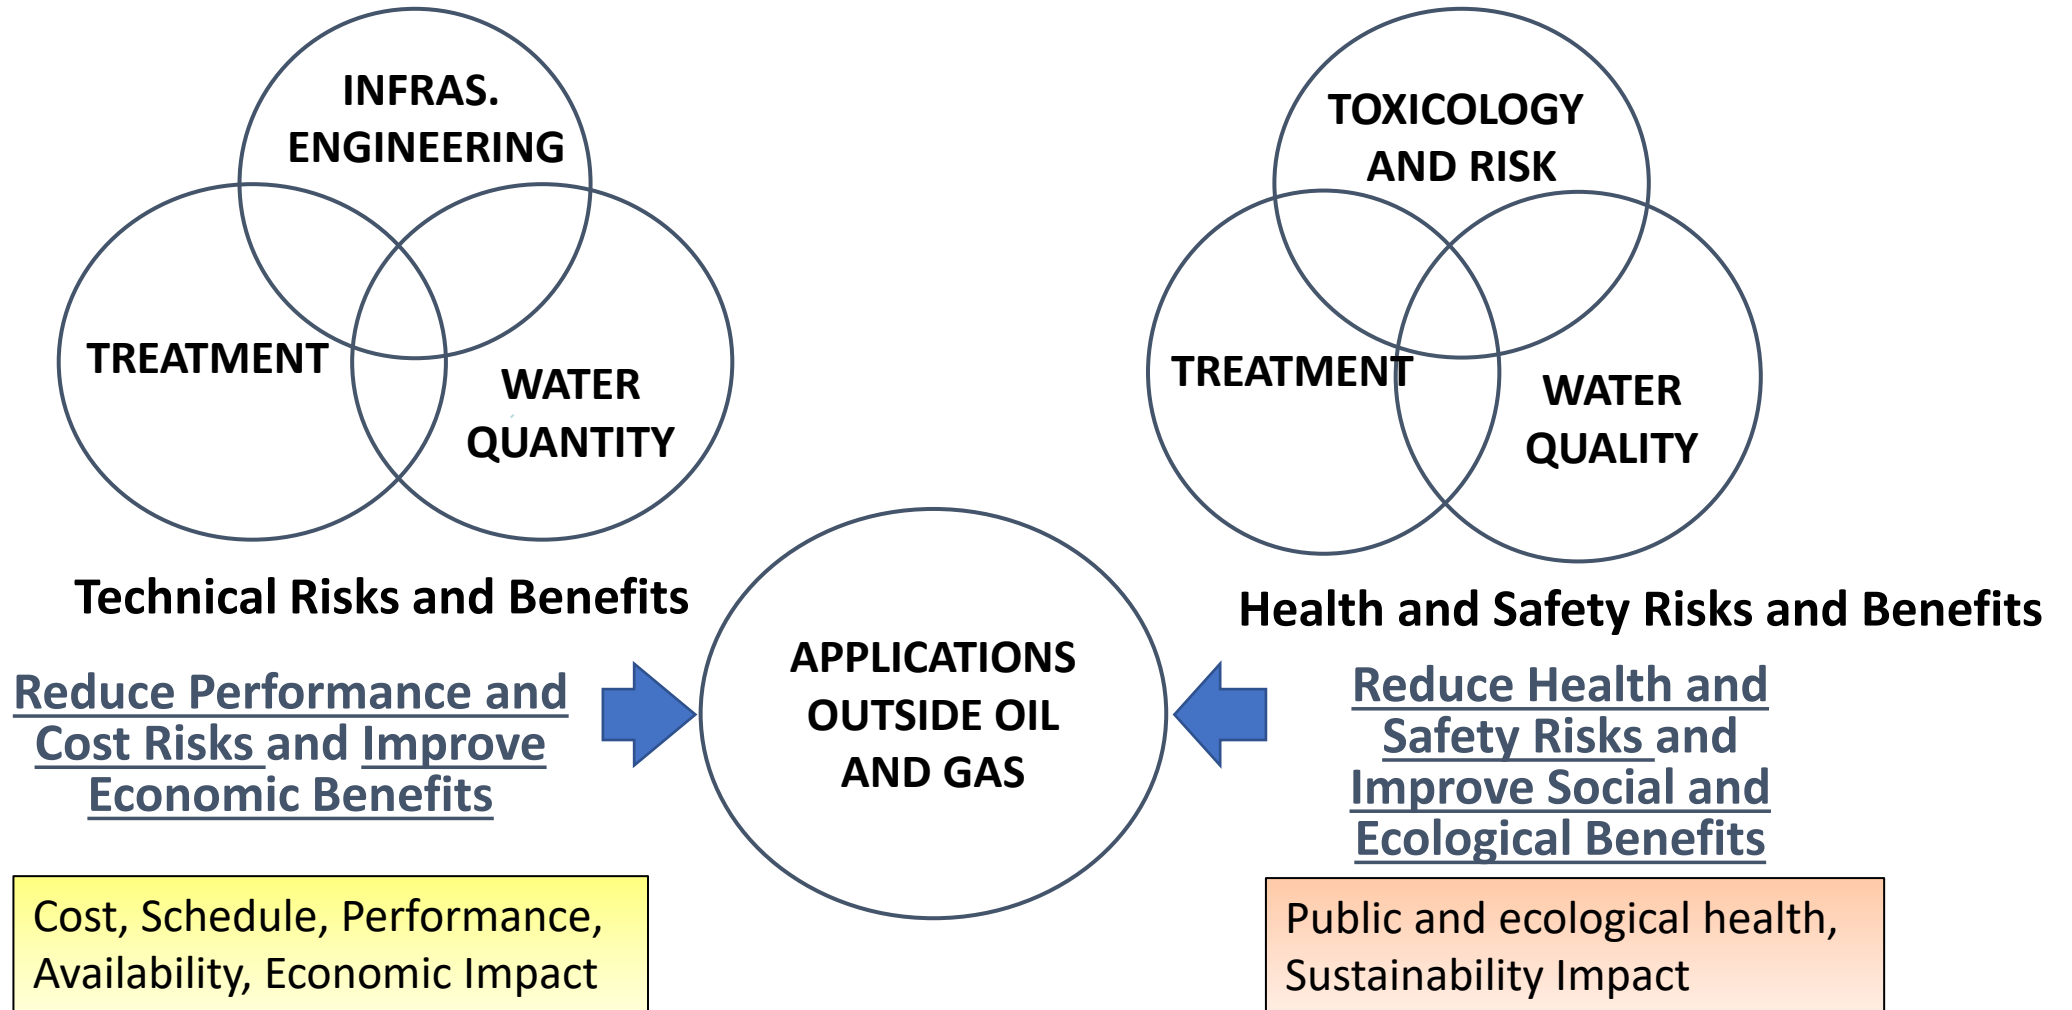 INFRAS.
ENGINEERING
TREATMENT
WATER
QUANTITY
Technical Risks and Benefits
Reduce Performance and
Cost Risks and Improve
Economic Benefits
Cost, Schedule, Performance,
Availability, Economic Impact
APPLICATIONS
OUTSIDE OIL
AND GAS
TOXICOLOGY
AND RISK
TREATMENT
WATER
QUALITY
Health and Safety Risks and Benefits
Reduce Health and
Safety Risks and
Improve Social and
Ecological Benefits
Public and ecological health,
Sustainability Impact